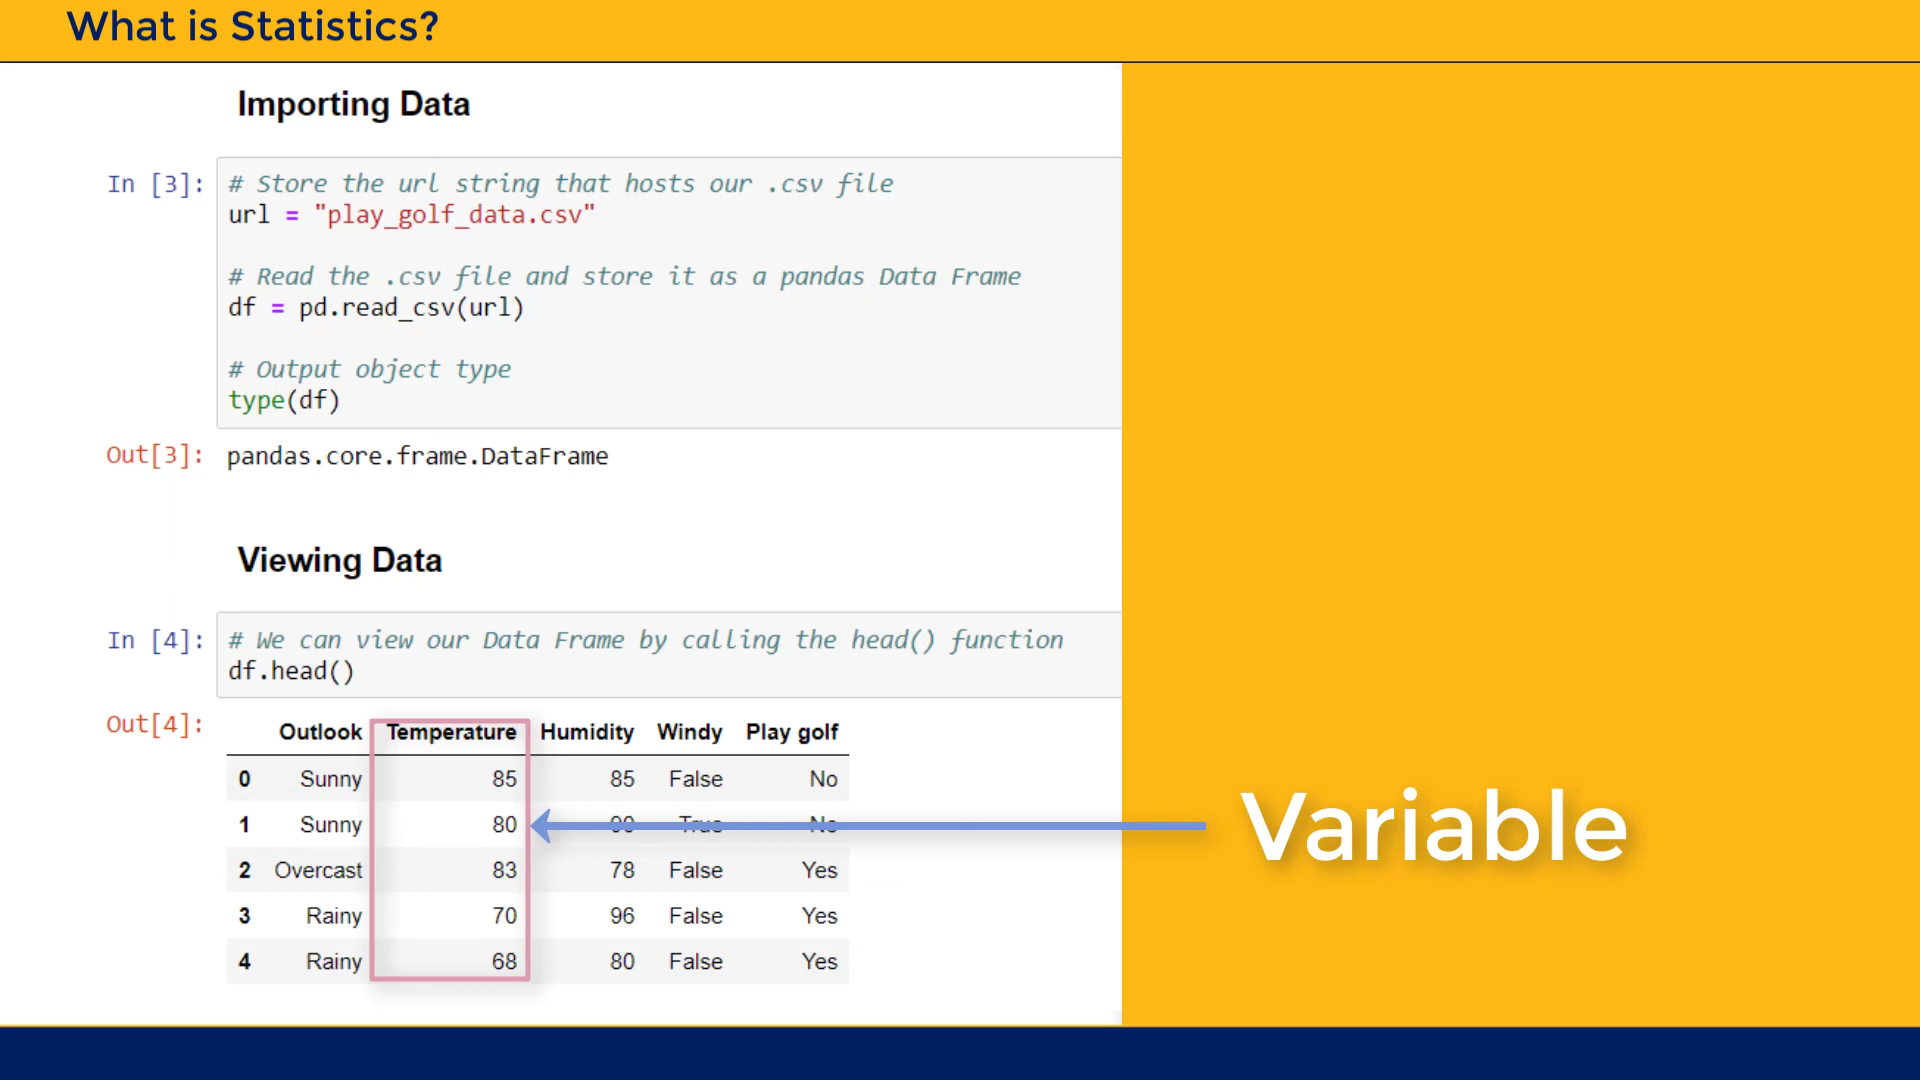 What is Statistics?
Importing Data
In [3]: # Store the url string that hosts our .csv file
url = "play_golf_data.csv"
# Read the .csv file and store it as a pandas Data Frame
df = pd.read_csv(url)
# Output object type
type(df)
Out[3]: pandas.core.frame.DataFrame
Viewing Data
In [4]: # We can view our Data Frame by calling the head() function
df.head()
Out[4]:
Outlook Temperature Humidity Windy Play golf
0 Sunny 85 85 False No
1 Sunny 80 90 True No
2 Overcast 83 78 False Yes
3 Rainy 70 96 False Yes
4 Rainy 68 80 False Yes
Variable